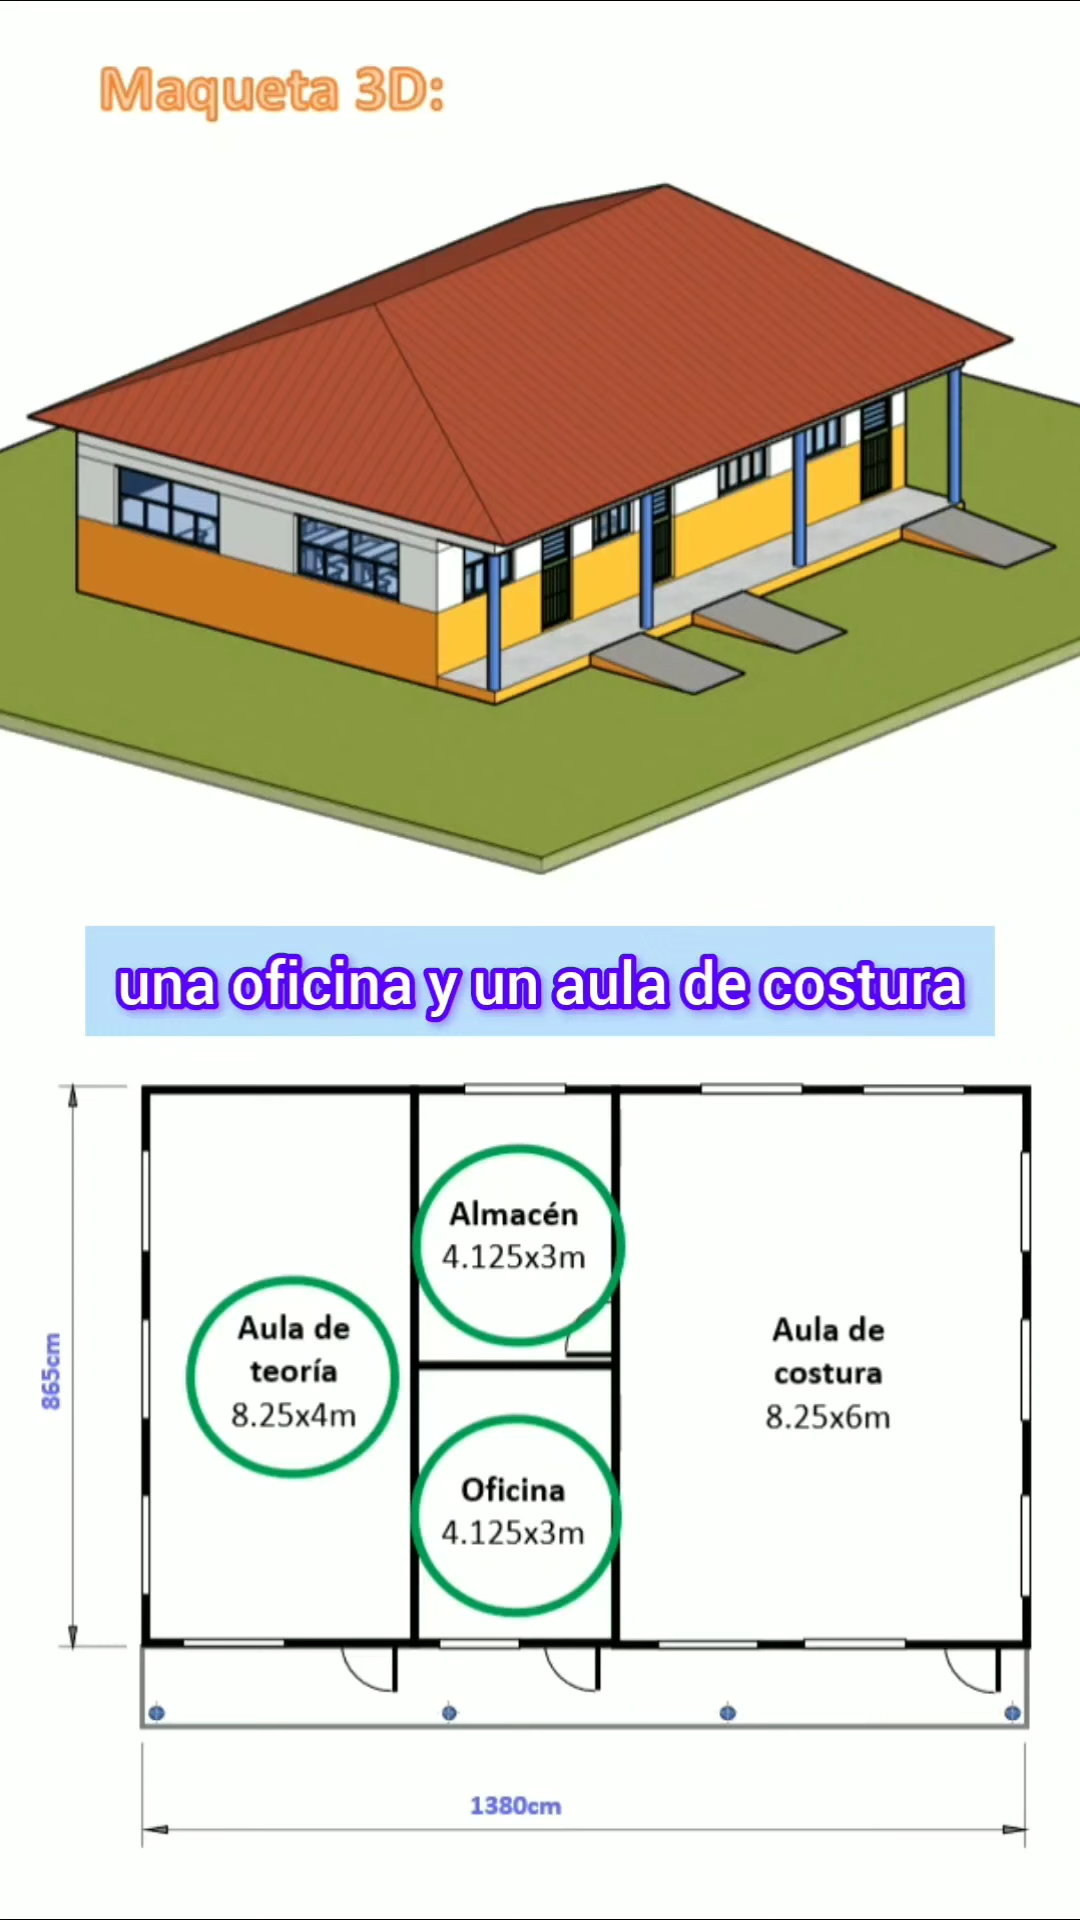 Maqueta 3D:
una oficina y un aula de costura
Almacén
4.125x3m
Aula de
teoría
8.25x4m
Aula de
costura
8.25x6m
Oficina
4.125x3m
865cm
1380cm